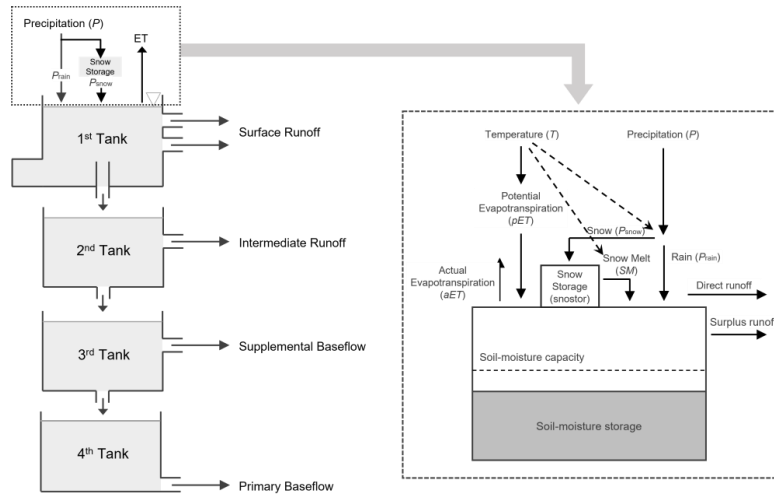 Precipitation (P)
ET
Snow
Storage
Prain
Psnow
1st Tank
Surface Runoff
2nd Tank
Intermediate Runoff
3rd Tank
Supplemental Baseflow
4th Tank
Primary Baseflow
Temperature (T)
Precipitation (P)
Potential
Evapotranspiration
(pET)
Snow (Psnow)
Actual
Evapotranspiration
(aET)
Snow
Storage
(snostor)
Snow Melt
(SM)
Rain (Prain)
Direct runoff
Surplus runoff
Soil-moisture capacity
Soil-moisture storage